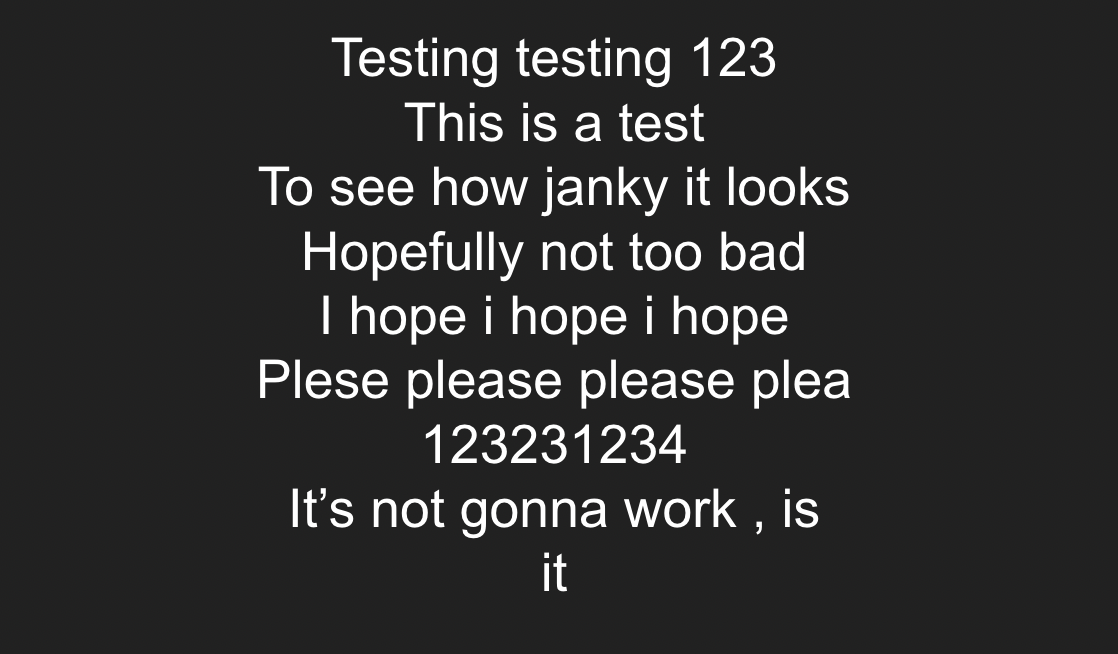 Testing testing 123
This is a test
To see how janky it looks
Hopefully not too bad
I hope i hope i hope
Plese please please plea
123231234
It’s not gonna work , is
it